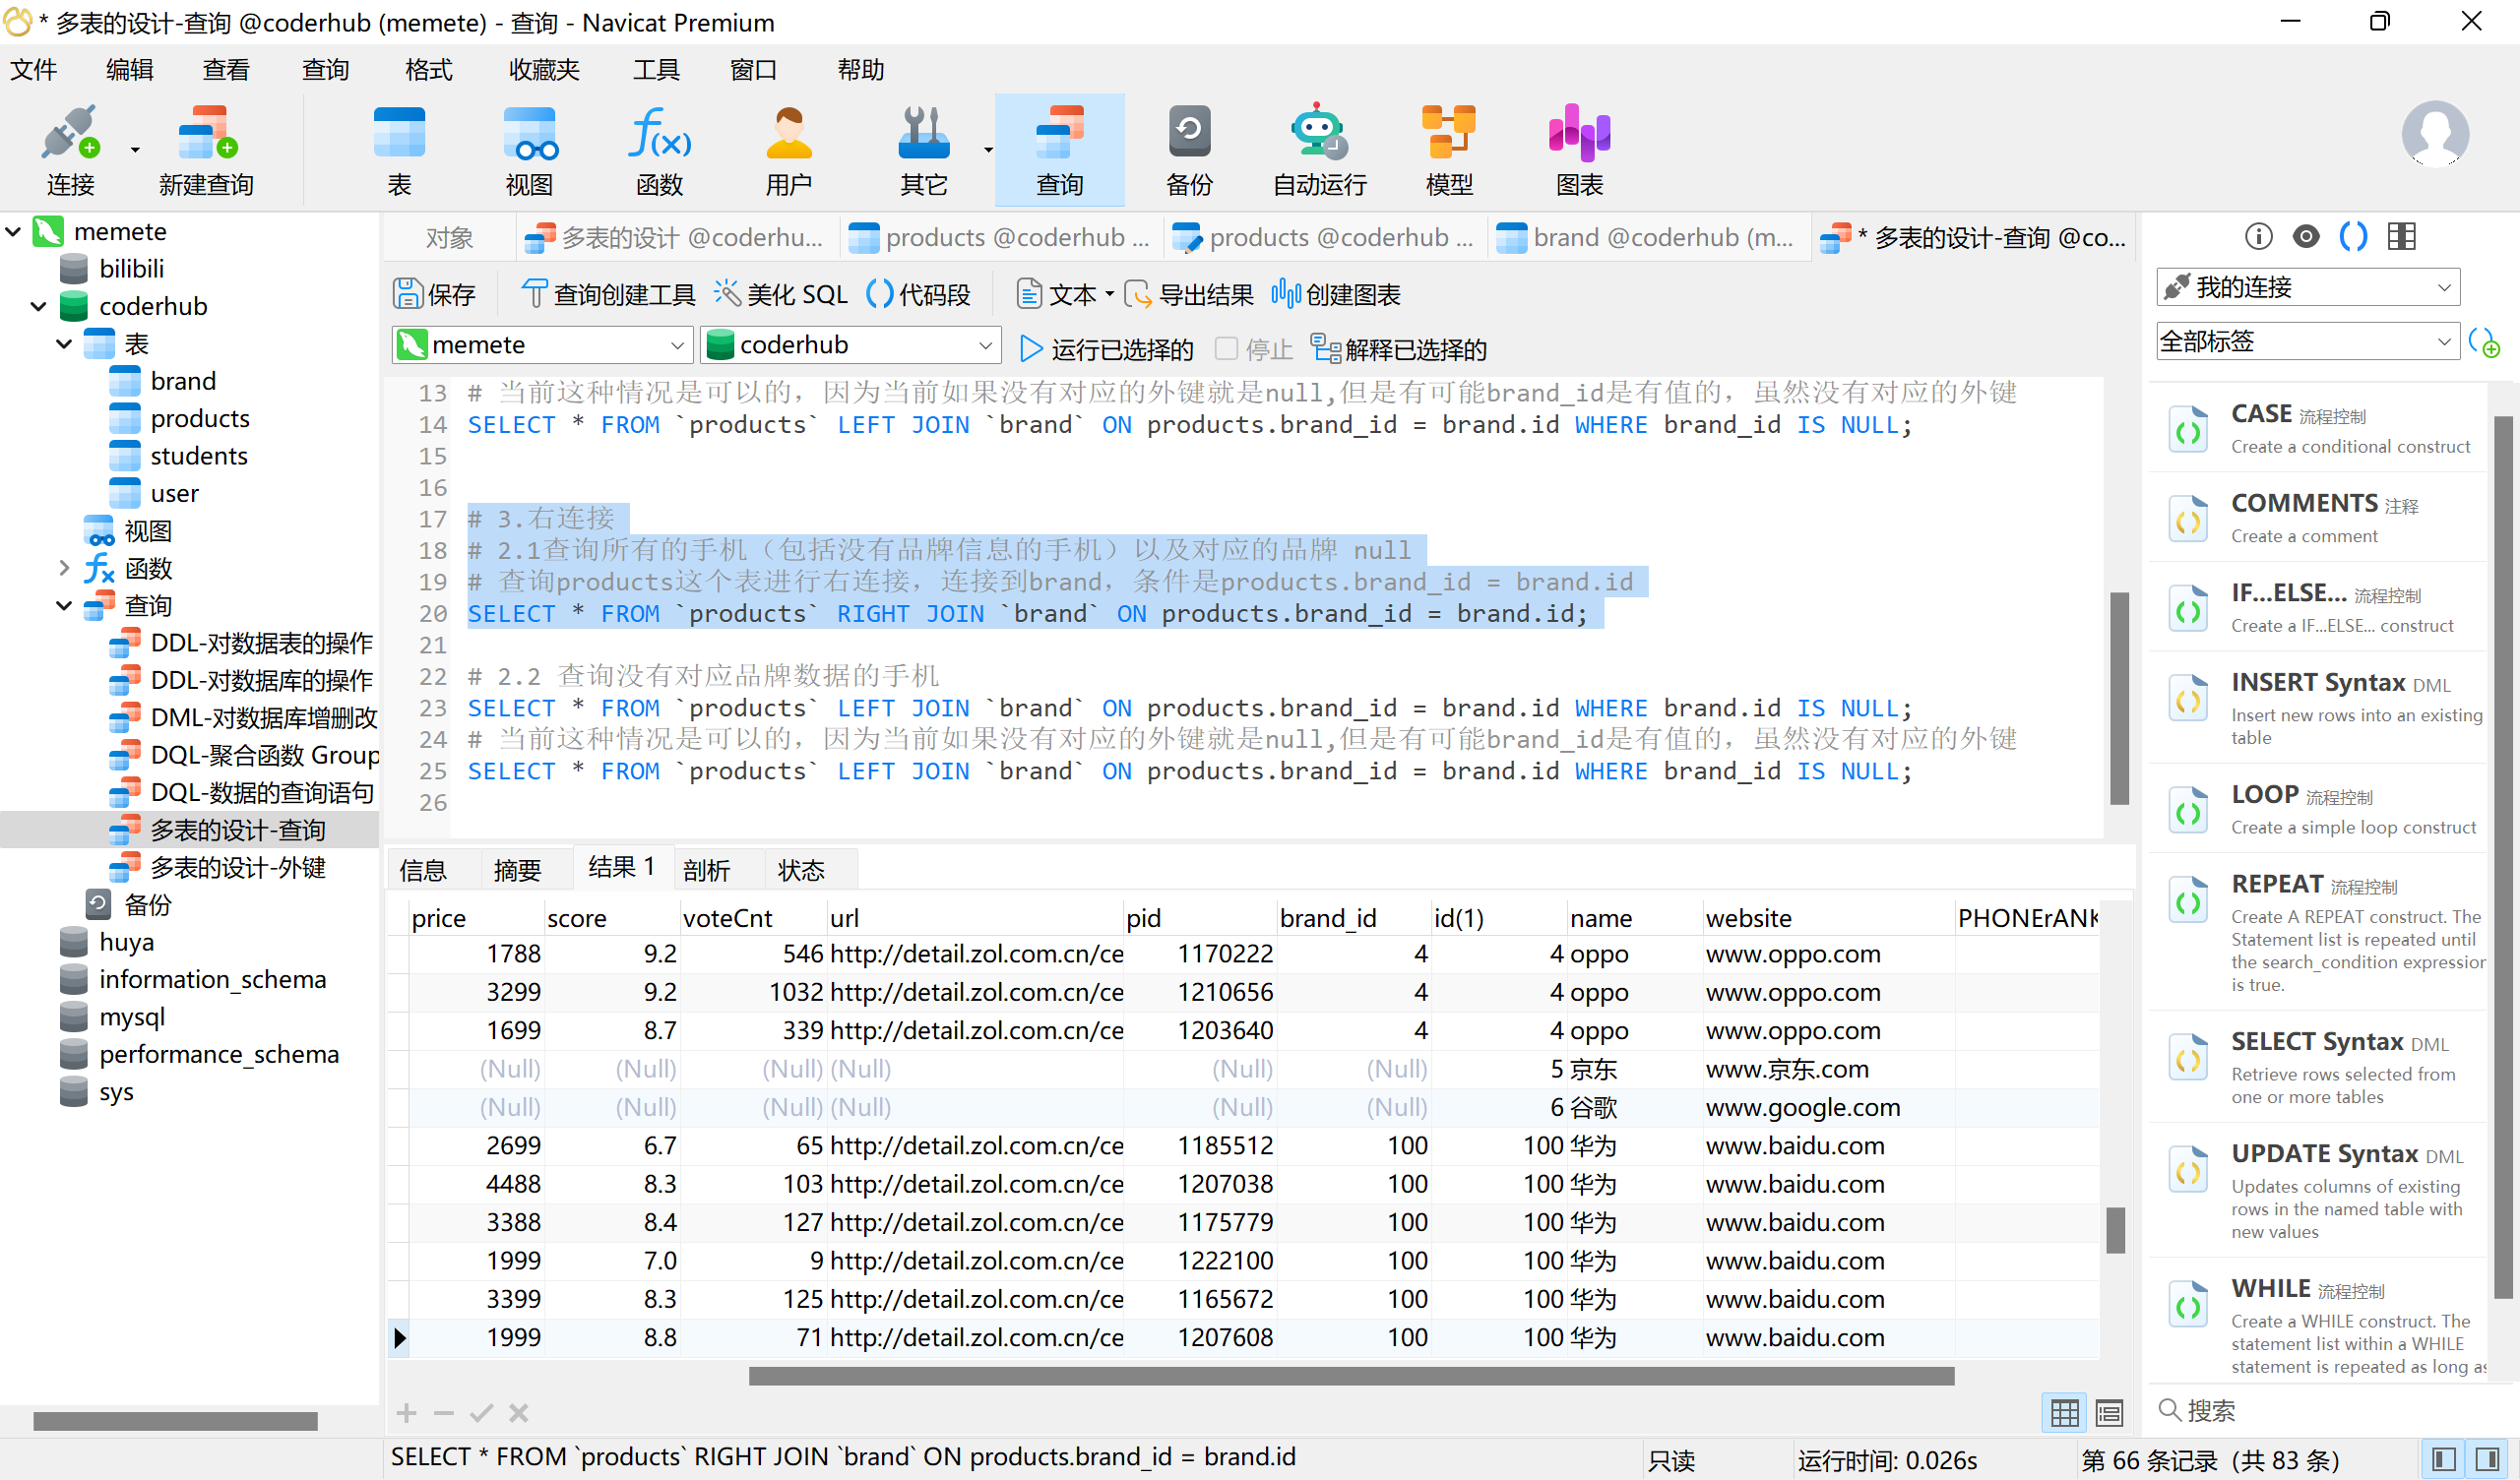 * 多表的设计-查询 @coderhub (memete) - 查询 - Navicat Premium
文件 编辑 查看 查询 格式 收藏夹 工具 窗口 帮助
连接 新建查询 表 视图 函数 用户 其它 查询 备份 自动运行 模型 图表
memete
bilibili
coderhub
表
brand
products
students
user
视图
函数
查询
DDL-对数据表的操作
DDL-对数据库的操作
DML-对数据库增删改
DQL-聚合函数 Group
DQL-数据的查询语句
多表的设计-查询
多表的设计-外键
备份
huya
information_schema
mysql
performance_schema
sys
对象 多表的设计 @coderhu... products @coderhub ... products @coderhub ... brand @coderhub (m... * 多表的设计-查询 @co...
保存 查询创建工具 美化 SQL 代码段 文本 导出结果 创建图表
memete coderhub 运行已选择的 停止 解释已选择的
13 # 当前这种情况是可以的，因为当前如果没有对应的外键就是null,但是有可能brand_id是有值的，虽然没有对应的外键
14 SELECT * FROM `products` LEFT JOIN `brand` ON products.brand_id = brand.id WHERE brand_id IS NULL;
15
16
17 # 3.右连接
18 # 2.1查询所有的手机（包括没有品牌信息的手机）以及对应的品牌 null
19 # 查询products这个表进行右连接，连接到brand，条件是products.brand_id = brand.id
20 SELECT * FROM `products` RIGHT JOIN `brand` ON products.brand_id = brand.id;
21
22 # 2.2 查询没有对应品牌数据的手机
23 SELECT * FROM `products` LEFT JOIN `brand` ON products.brand_id = brand.id WHERE brand.id IS NULL;
24 # 当前这种情况是可以的，因为当前如果没有对应的外键就是null,但是有可能brand_id是有值的，虽然没有对应的外键
25 SELECT * FROM `products` LEFT JOIN `brand` ON products.brand_id = brand.id WHERE brand_id IS NULL;
26
信息 摘要 结果 1 剖析 状态
price score voteCnt url pid brand_id id(1) name website PHONErANK
1788 9.2 546 http://detail.zol.com.cn/ce 1170222 4 4 oppo www.oppo.com
3299 9.2 1032 http://detail.zol.com.cn/ce 1210656 4 4 oppo www.oppo.com
1699 8.7 339 http://detail.zol.com.cn/ce 1203640 4 4 oppo www.oppo.com
(Null) (Null) (Null) (Null) (Null) (Null) 5 京东 www.京东.com
(Null) (Null) (Null) (Null) (Null) (Null) 6 谷歌 www.google.com
2699 6.7 65 http://detail.zol.com.cn/ce 1185512 100 100 华为 www.baidu.com
4488 8.3 103 http://detail.zol.com.cn/ce 1207038 100 100 华为 www.baidu.com
3388 8.4 127 http://detail.zol.com.cn/ce 1175779 100 100 华为 www.baidu.com
1999 7.0 9 http://detail.zol.com.cn/ce 1222100 100 100 华为 www.baidu.com
3399 8.3 125 http://detail.zol.com.cn/ce 1165672 100 100 华为 www.baidu.com
1999 8.8 71 http://detail.zol.com.cn/ce 1207608 100 100 华为 www.baidu.com
SELECT * FROM `products` RIGHT JOIN `brand` ON products.brand_id = brand.id 只读 运行时间: 0.026s 第 66 条记录 (共 83 条)
我的连接
全部标签
CASE 流程控制
Create a conditional construct
COMMENTS 注释
Create a comment
IF...ELSE... 流程控制
Create a IF...ELSE... construct
INSERT Syntax DML
Insert new rows into an existing
table
LOOP 流程控制
Create a simple loop construct
REPEAT 流程控制
Create A REPEAT construct. The
Statement list is repeated until
the search_condition expression
is true.
SELECT Syntax DML
Retrieve rows selected from
one or more tables
UPDATE Syntax DML
Updates columns of existing
rows in the named table with
new values
WHILE 流程控制
Create a WHILE construct. The
statement list within a WHILE
statement is repeated as long as
搜索